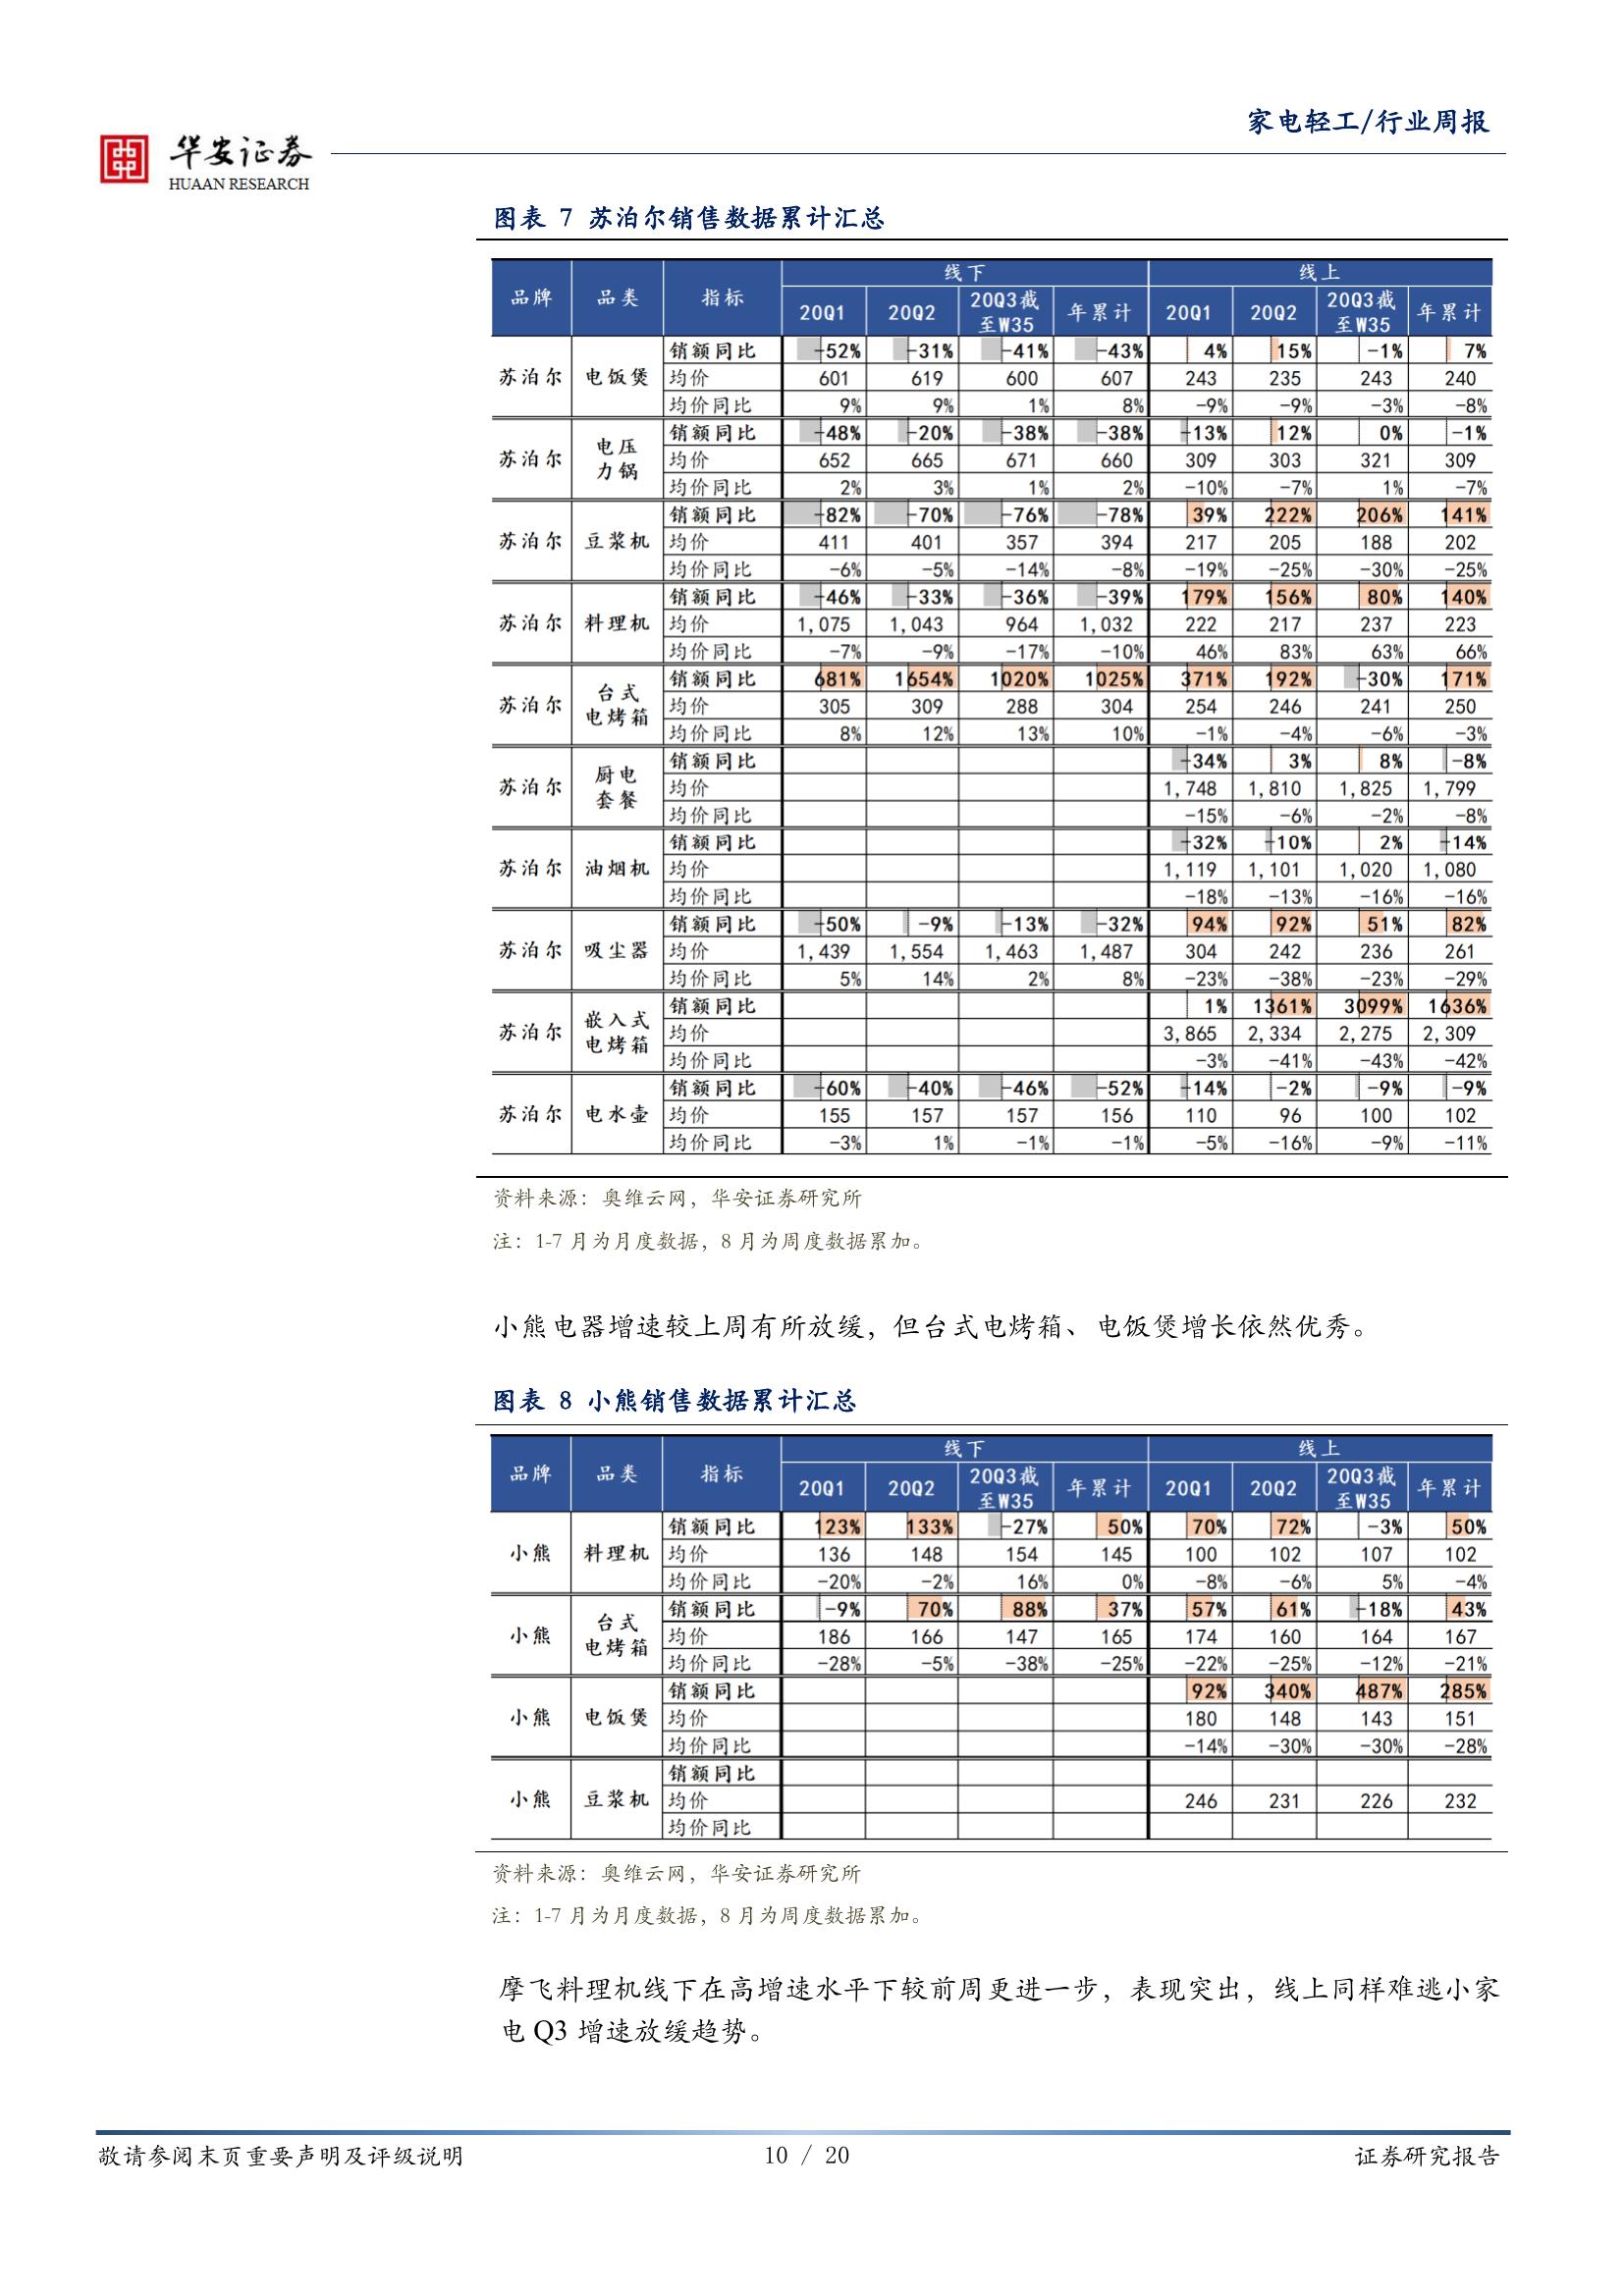 家电轻工/行业周报
华安证券
HUAAN RESEARCH
图表 7 苏泊尔销售数据累计汇总
品牌 品类 指标 线下 线上
20Q1 20Q2 20Q3截至W35 年累计 20Q1 20Q2 20Q3截至W35 年累计
苏泊尔 电饭煲 销额同比 -52% -31% -41% -43% 4% 15% -1% 7%
均价 601 619 600 607 243 235 243 240
均价同比 9% 9% 1% 8% -9% -9% -3% -8%
苏泊尔 电压力锅 销额同比 -48% -20% -38% -38% -13% 12% 0% -1%
均价 652 665 671 660 309 303 321 309
均价同比 2% 3% 1% 2% -10% -7% 1% -7%
苏泊尔 豆浆机 销额同比 -82% -70% -76% -78% 39% 222% 206% 141%
均价 411 401 357 394 217 205 188 202
均价同比 -6% -5% -14% -8% -19% -25% -30% -25%
苏泊尔 料理机 销额同比 -46% -33% -36% -39% 179% 156% 80% 140%
均价 1,075 1,043 964 1,032 222 217 237 223
均价同比 -7% -9% -17% -10% 46% 83% 63% 66%
苏泊尔 台式电烤箱 销额同比 681% 1654% 1020% 1025% 371% 192% -30% 171%
均价 305 309 288 304 254 246 241 250
均价同比 8% 12% 13% 10% -1% -4% -6% -3%
苏泊尔 厨电套餐 销额同比 -34% 3% 8% -8%
均价 1,748 1,810 1,825 1,799
均价同比 -15% -6% -2% -8%
苏泊尔 油烟机 销额同比 -32% -10% 2% -14%
均价 1,119 1,101 1,020 1,080
均价同比 -18% -13% -16% -16%
苏泊尔 吸尘器 销额同比 -50% -9% -13% -32% 94% 92% 51% 82%
均价 1,439 1,554 1,463 1,487 304 242 236 261
均价同比 5% 14% 2% 8% -23% -38% -23% -29%
苏泊尔 嵌入式电烤箱 销额同比 1% 1361% 3099% 1636%
均价 3,865 2,334 2,275 2,309
均价同比 -3% -41% -43% -42%
苏泊尔 电水壶 销额同比 -60% -40% -46% -52% -14% -2% -9% -9%
均价 155 157 157 156 110 96 100 102
均价同比 -3% 1% -1% -1% -5% -16% -9% -11%
资料来源：奥维云网，华安证券研究所
注：1-7 月为月度数据，8 月为周度数据累加。
小熊电器增速较上周有所放缓，但台式电烤箱、电饭煲增长依然优秀。
图表 8 小熊销售数据累计汇总
品牌 品类 指标 线下 线上
20Q1 20Q2 20Q3截至W35 年累计 20Q1 20Q2 20Q3截至W35 年累计
小熊 料理机 销额同比 123% 133% -27% 50% 70% 72% -3% 50%
均价 136 148 154 145 100 102 107 102
均价同比 -20% -2% 16% 0% -8% -6% 5% -4%
小熊 台式电烤箱 销额同比 -9% 70% 88% 37% 57% 61% -18% 43%
均价 186 166 147 165 174 160 164 167
均价同比 -28% -5% -38% -25% -22% -25% -12% -21%
小熊 电饭煲 销额同比 92% 340% 487% 285%
均价 180 148 143 151
均价同比 -14% -30% -30% -28%
小熊 豆浆机 销额同比
均价 246 231 226 232
均价同比
资料来源：奥维云网，华安证券研究所
注：1-7 月为月度数据，8 月为周度数据累加。
摩飞料理机线下在高增速水平下较前周更进一步，表现突出，线上同样难逃小家
电 Q3 增速放缓趋势。
敬请参阅末页重要声明及评级说明 10 / 20 证券研究报告